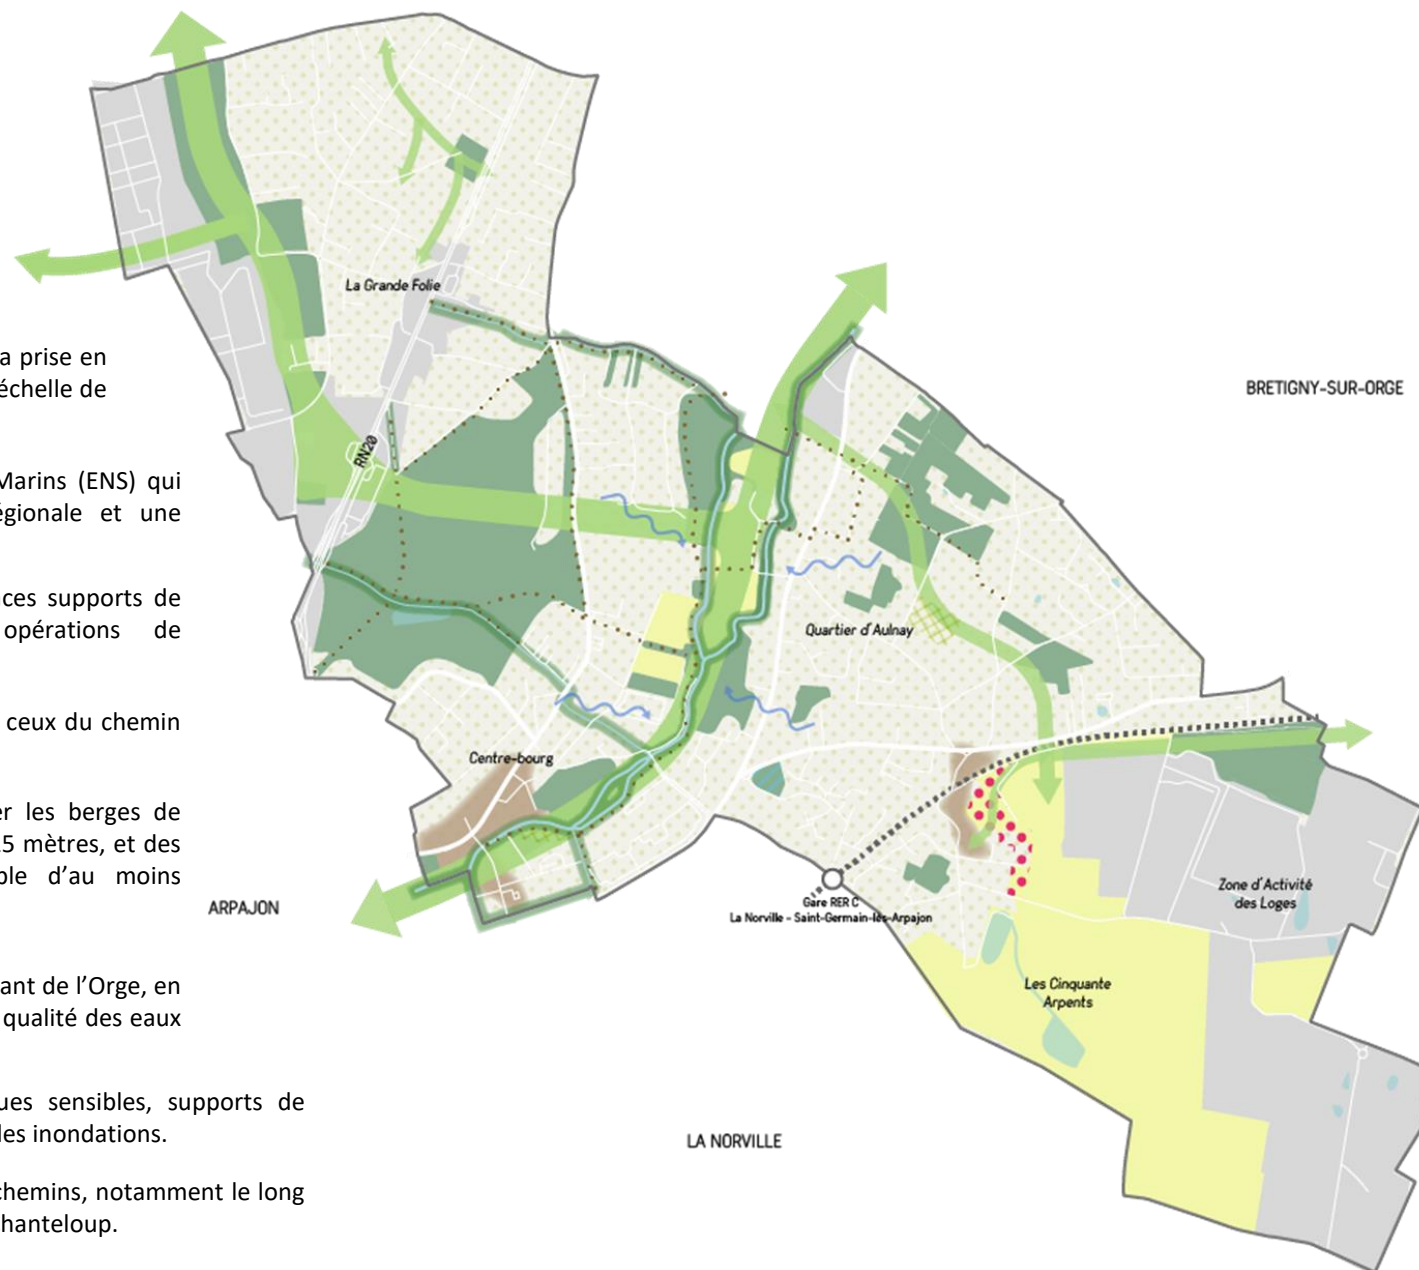 La Grande Folie
a prise en
échelle de
BRETIGNY-SUR-ORGE
RN20
Marins (ENS) qui
égionale et une
nces supports de
opérations de
Quartier d'Aulnay
ceux du chemin
Centre-bourg
er les berges de
5 mètres, et des
ble d'au moins
ARPAJON
Gare RER C
La Norville - Saint-Germain-lès-Arpajon
Zone d'Activité
des Loges
ant de l'Orge, en
qualité des eaux
Les Cinquante
Arpents
ues sensibles, supports de
des inondations.
LA NORVILLE
chemins, notamment le long
hanteloup.